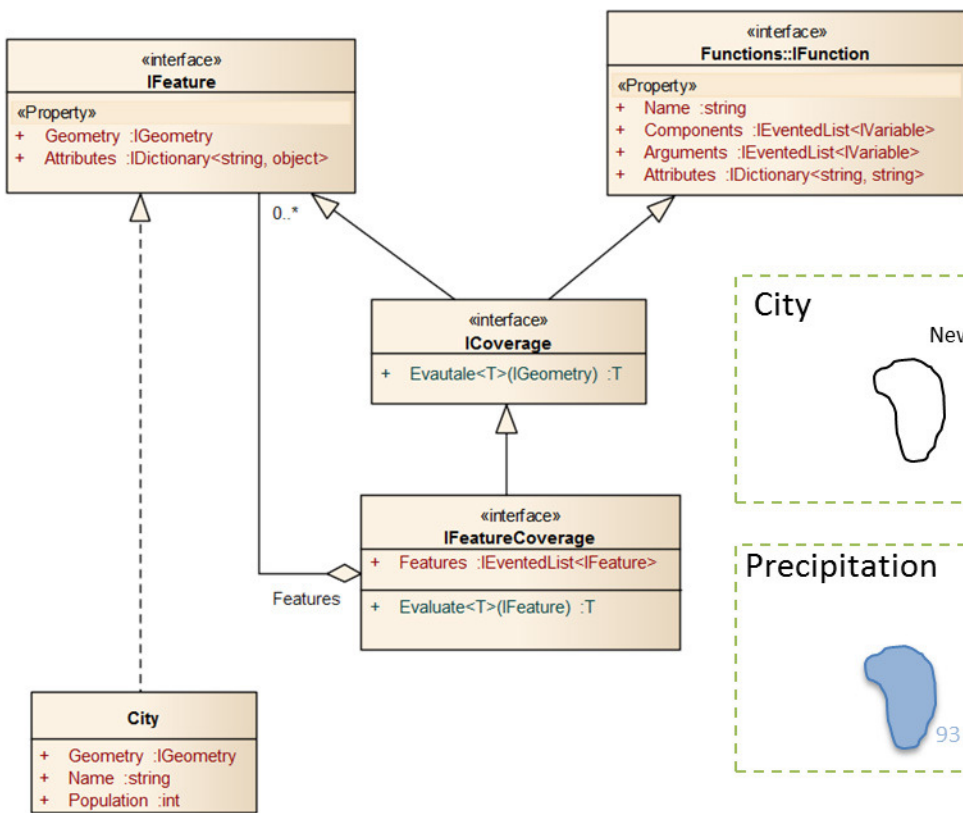 «interface»
IFeature
«Property»
+ Geometry :IGeometry
+ Attributes :IDictionary<string, object>
«interface»
Functions::IFunction
«Property»
+ Name :string
+ Components :IEventedList<IVariable>
+ Arguments :IEventedList<IVariable>
+ Attributes :IDictionary<string, string>
0..*
«interface»
ICoverage
+ Evautale<T>(IGeometry) :T
City
New
«interface»
IFeatureCoverage
+ Features :IEventedList<IFeature>
+ Evaluate<T>(IFeature) :T
Features
Precipitation
93
City
+ Geometry :IGeometry
+ Name :string
+ Population :int